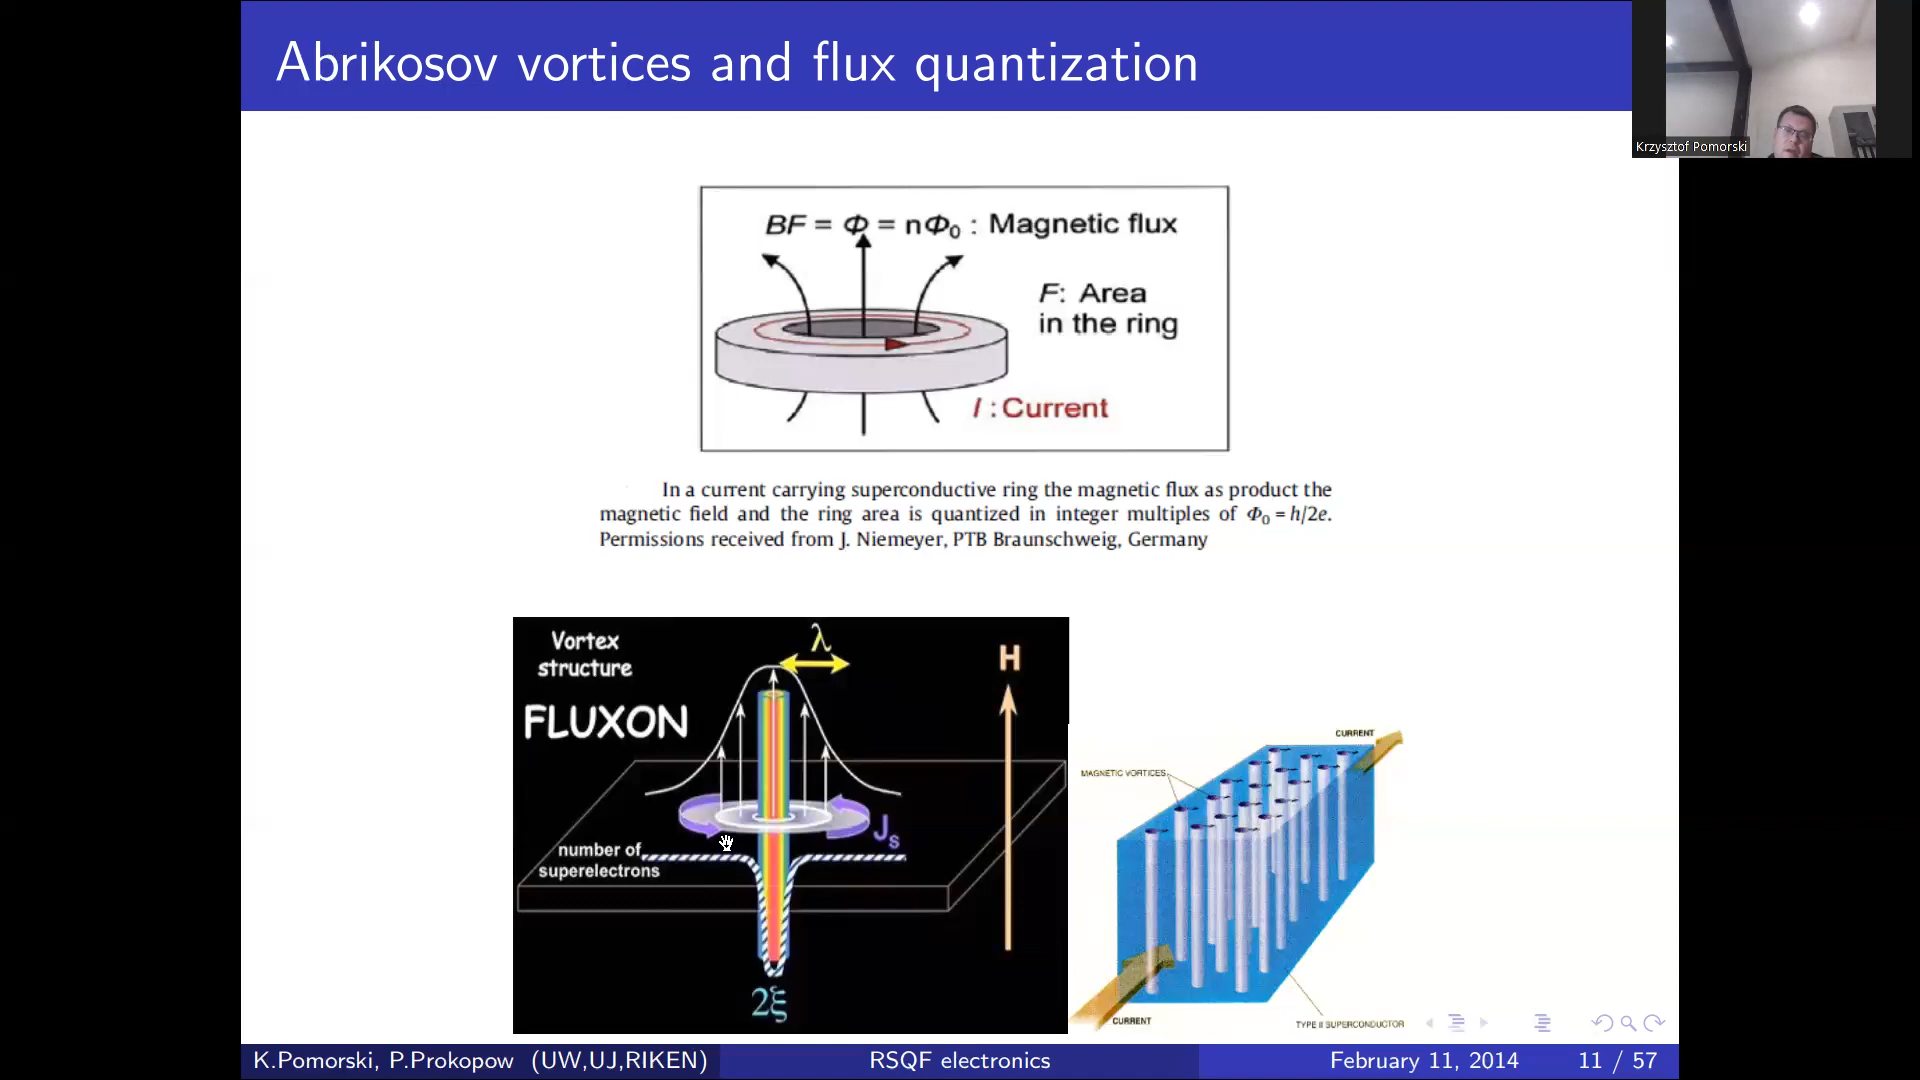 Abrikosov vortices and flux quantization
Krzysztof Pomorski
BF = Φ = nΦ₀ : Magnetic flux
F: Area
in the ring
I : Current
In a current carrying superconductive ring the magnetic flux as product the
magnetic field and the ring area is quantized in integer multiples of Φ₀ = h/2e.
Permissions received from J. Niemeyer, PTB Braunschweig, Germany
Vortex
structure
FLUXON
λ
H
Jₛ
number of
superelectrons
2ξ
CURRENT
MAGNETIC VORTICES
CURRENT
TYPE II SUPERCONDUCTOR
K.Pomorski, P.Prokopow (UW,UJ,RIKEN)
RSQF electronics
February 11, 2014
11 / 57